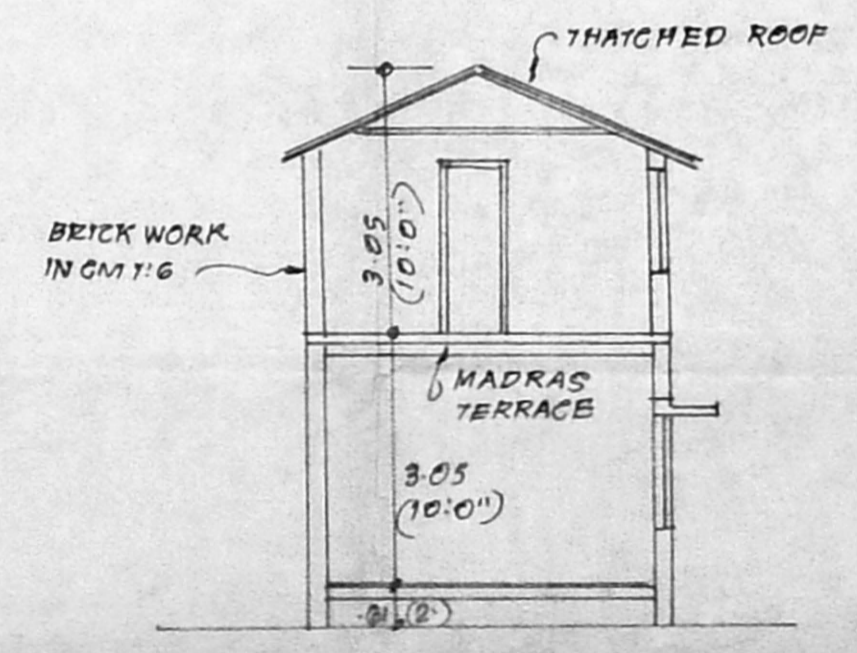 THATCHED ROOF
BRICK WORK
IN CM 1:6
3.05
(10'.0")
MADRAS
TERRACE
3.05
(10'.0")
.61 (2')